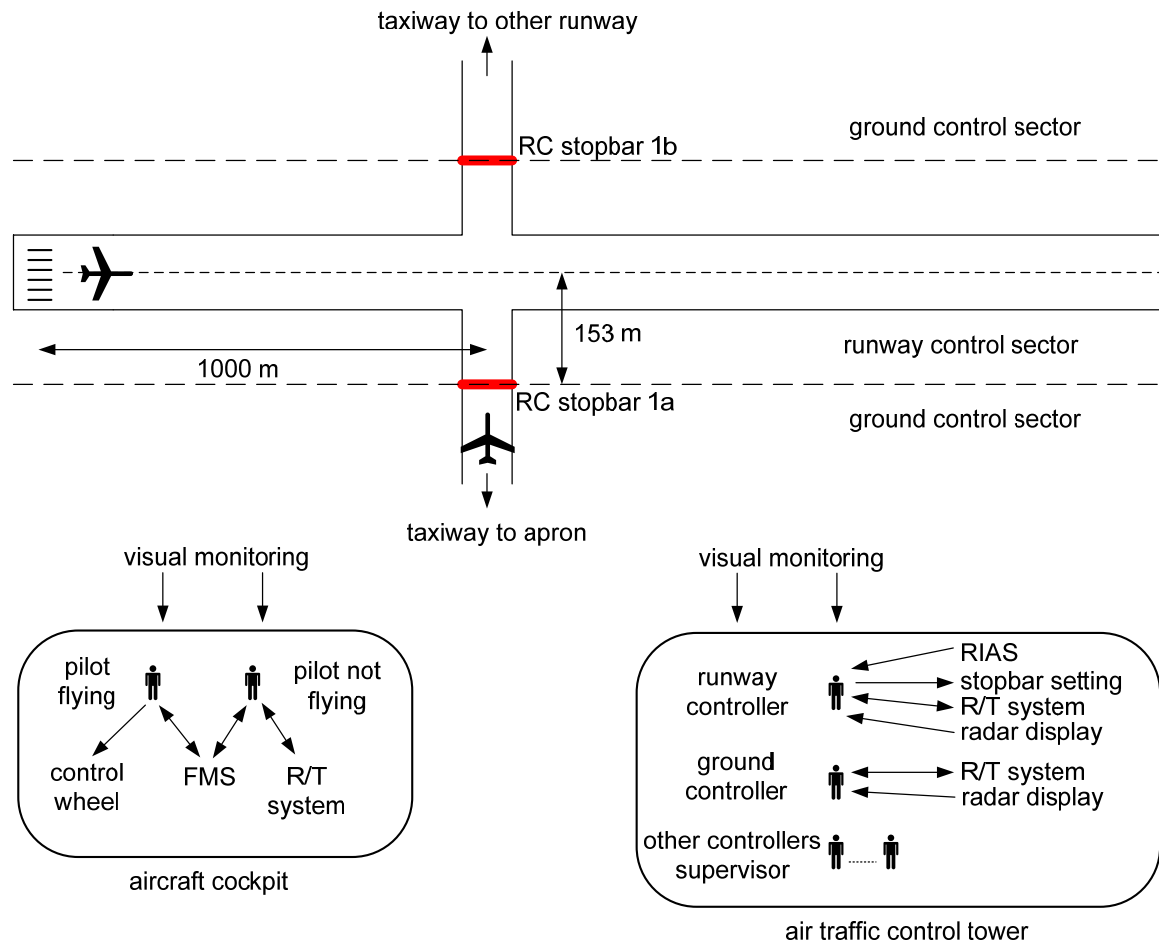 taxiway to other runway
ground control sector
RC stopbar 1b
153 m
runway control sector
1000 m
RC stopbar 1a
ground control sector
taxiway to apron
visual monitoring
pilot
flying
pilot not
flying
control
wheel
FMS
R/T
system
aircraft cockpit
visual monitoring
runway
controller
RIAS
stopbar setting
R/T system
radar display
ground
controller
R/T system
radar display
other controllers
supervisor
air traffic control tower